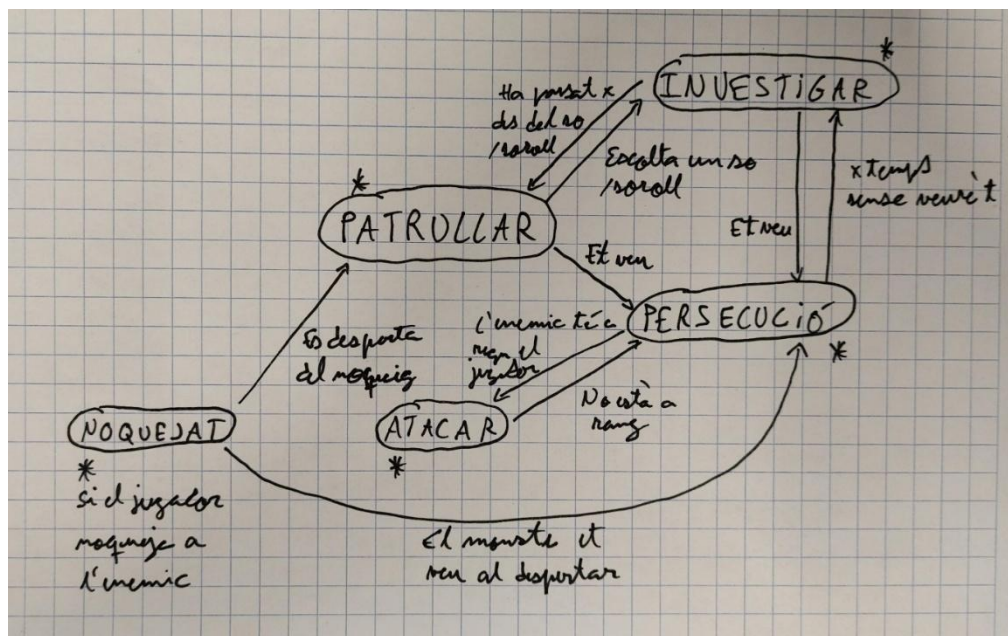 *
INVESTIGAR
Ha passat x
ds del so
/soroll
Escolta un so
/soroll
x temps
sense veure't
Et veu
*
PATRULLAR
Et veu
PERSECUCIÓ
*
L'enemic té a
rang el
jugador
No està a
rang
Es desperta
del noqueig
NOQUEJAT
*
Si el jugador
noqueja a
l'enemic
ATACAR
*
El monstre et
veu al despertar